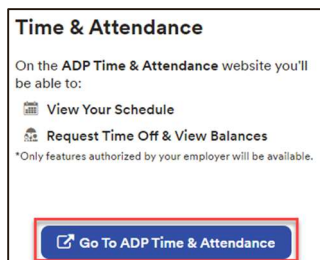 Time & Attendance
On the ADP Time & Attendance website you'll
be able to:
View Your Schedule
Request Time Off & View Balances
*Only features authorized by your employer will be available.
Go To ADP Time & Attendance